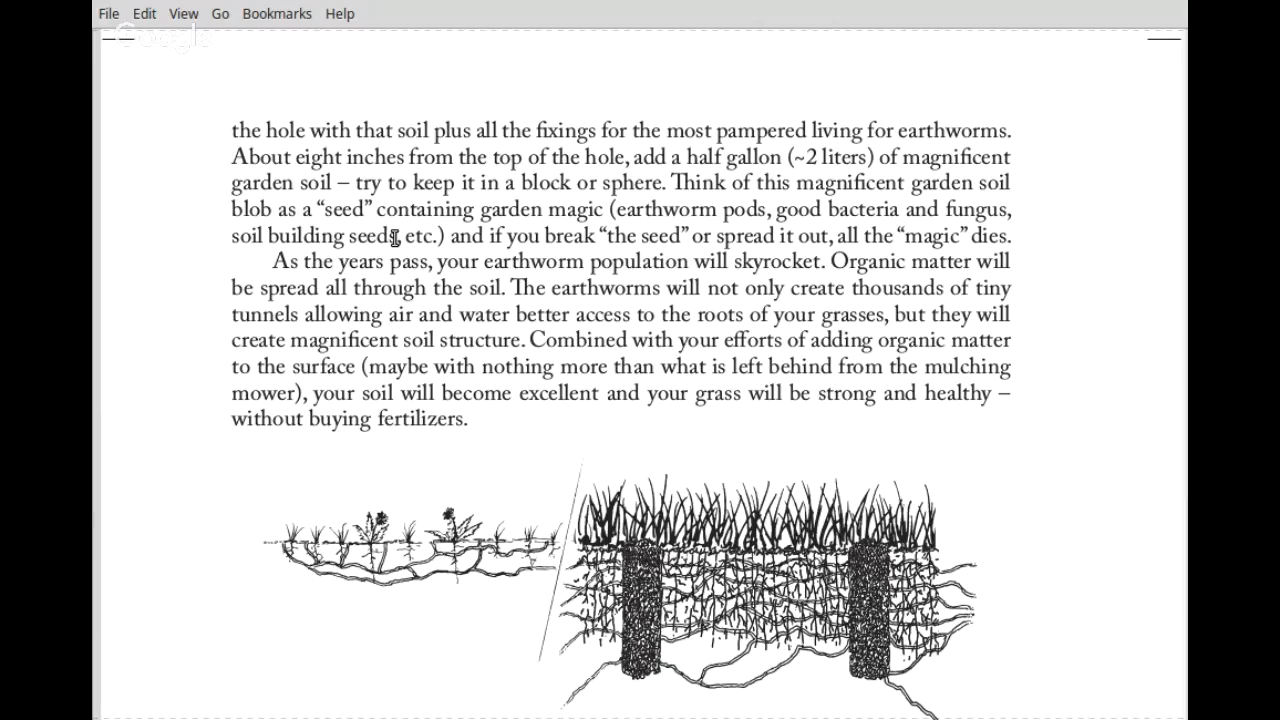 File Edit View Go Bookmarks Help
Google
the hole with that soil plus all the fixings for the most pampered living for earthworms.
About eight inches from the top of the hole, add a half gallon (~2 liters) of magnificent
garden soil – try to keep it in a block or sphere. Think of this magnificent garden soil
blob as a “seed” containing garden magic (earthworm pods, good bacteria and fungus,
soil building seeds, etc.) and if you break “the seed” or spread it out, all the “magic” dies.
As the years pass, your earthworm population will skyrocket. Organic matter will
be spread all through the soil. The earthworms will not only create thousands of tiny
tunnels allowing air and water better access to the roots of your grasses, but they will
create magnificent soil structure. Combined with your efforts of adding organic matter
to the surface (maybe with nothing more than what is left behind from the mulching
mower), your soil will become excellent and your grass will be strong and healthy –
without buying fertilizers.